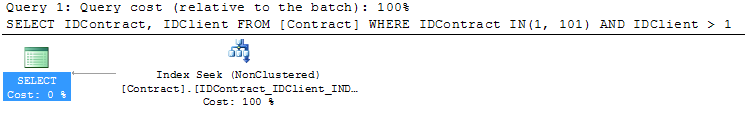 Query 1: Query cost (relative to the batch): 100%
SELECT IDContract, IDClient FROM [Contract] WHERE IDContract IN(1, 101) AND IDClient > 1
SELECT
Cost: 0 %
Index Seek (NonClustered)
[Contract].[IDContract_IDClient_IND…
Cost: 100 %